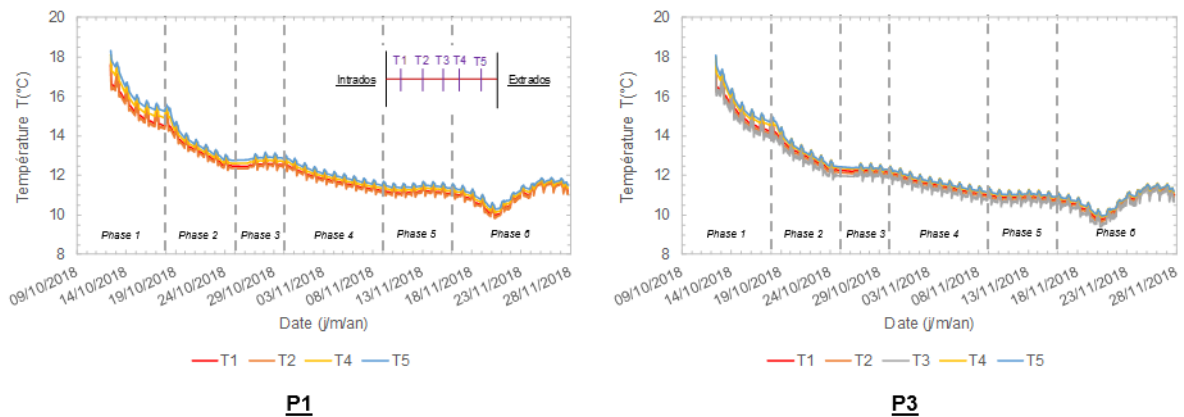 20
18
16
14
12
10
8
Température T(°C)
T1 T2 T3 T4 T5
Intrados
Extrados
Phase 1
Phase 2
Phase 3
Phase 4
Phase 5
Phase 6
09/10/2018
14/10/2018
19/10/2018
24/10/2018
29/10/2018
03/11/2018
08/11/2018
13/11/2018
18/11/2018
23/11/2018
28/11/2018
Date (j/m/an)
T1 T2 T4 T5
P1
20
18
16
14
12
10
8
Température T(°C)
Phase 1
Phase 2
Phase 3
Phase 4
Phase 5
Phase 6
09/10/2018
14/10/2018
19/10/2018
24/10/2018
29/10/2018
03/11/2018
08/11/2018
13/11/2018
18/11/2018
23/11/2018
28/11/2018
Date (j/m/an)
T1 T2 T3 T4 T5
P3